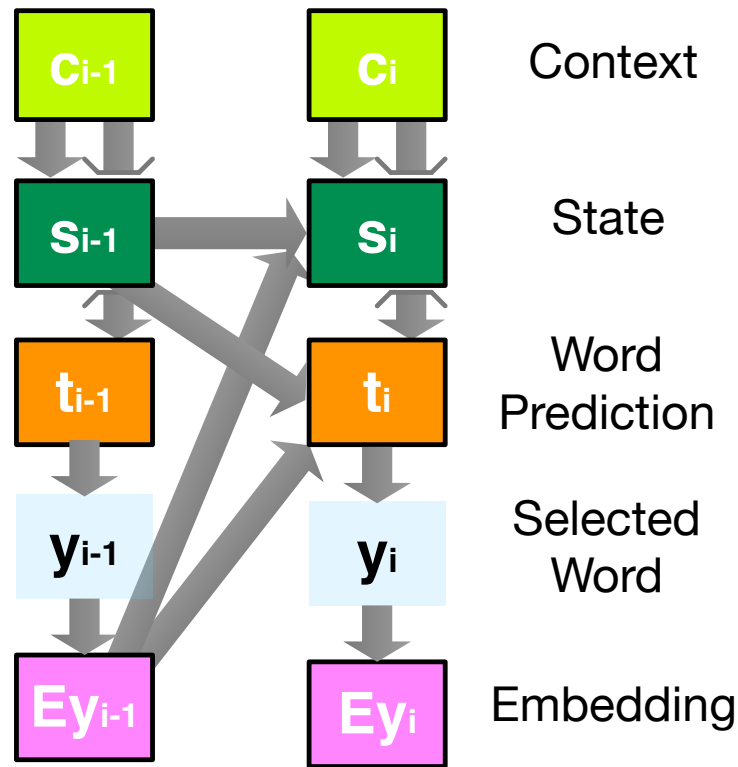 ci-1 ci Context
si-1 si State
ti-1 ti Word
Prediction
yi-1 yi Selected
Word
Eyi-1 Eyi Embedding